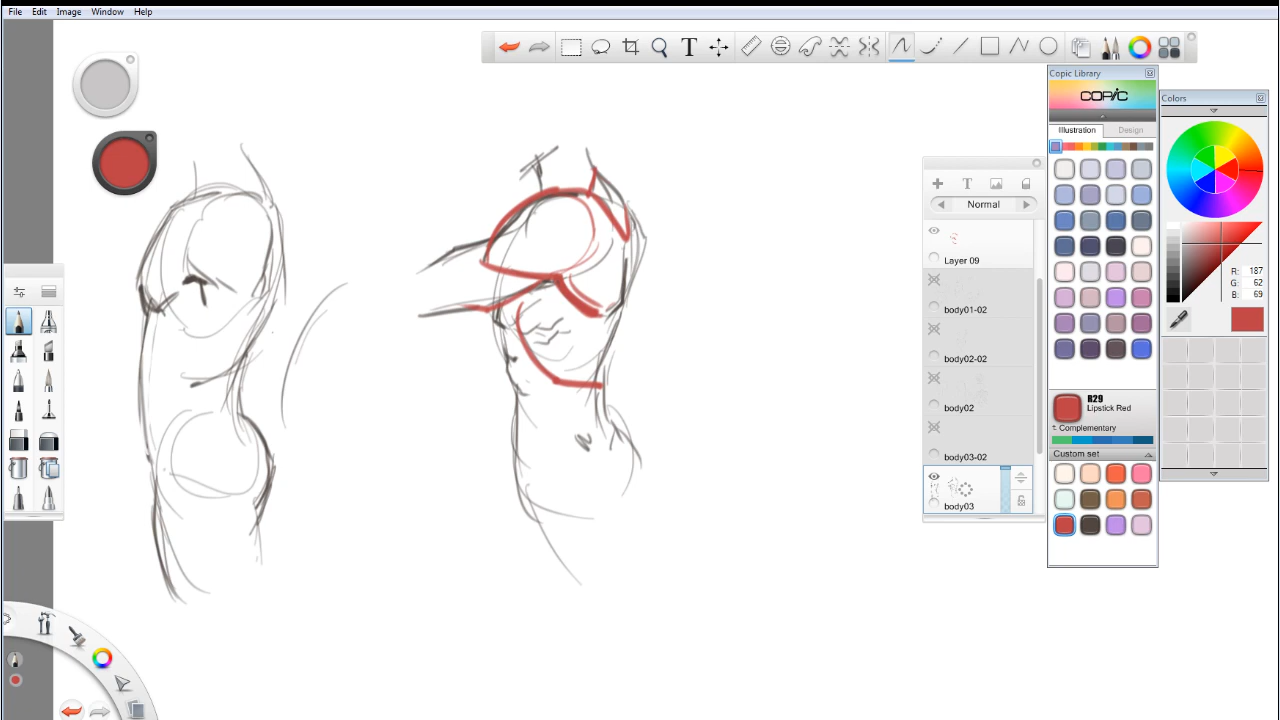 File Edit Image Window Help
T
Copic Library
COPIC
Illustration Design
Colors
R: 187
G: 62
B: 69
T
Normal
Layer 09
body01-02
body02-02
body02
body03-02
body03
R29
Lipstick Red
Complementary
Custom set